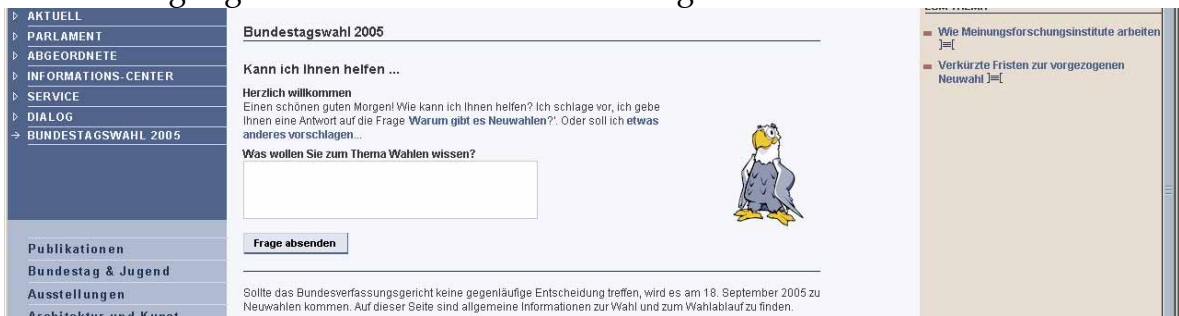 AKTUELL
PARLAMENT
ABGEORDNETE
INFORMATIONS-CENTER
SERVICE
DIALOG
BUNDESTAGSWAHL 2005
Publikationen
Bundestag & Jugend
Ausstellungen
Architektur und Kunst
Bundestagswahl 2005
Kann ich Ihnen helfen ...
Herzlich willkommen
Einen schönen guten Morgen! Wie kann ich Ihnen helfen? Ich schlage vor, ich gebe
Ihnen eine Antwort auf die Frage 'Warum gibt es Neuwahlen?'. Oder soll ich etwas
anderes vorschlagen...
Was wollen Sie zum Thema Wahlen wissen?
Frage absenden
Sollte das Bundesverfassungsgericht keine gegenläufige Entscheidung treffen, wird es am 18. September 2005 zu
Neuwahlen kommen. Auf dieser Seite sind allgemeine Informationen zur Wahl und zum Wahlablauf zu finden.
ZUM THEMA
Wie Meinungsforschungsinstitute arbeiten
]≡[
Verkürzte Fristen zur vorgezogenen
Neuwahl ]≡[